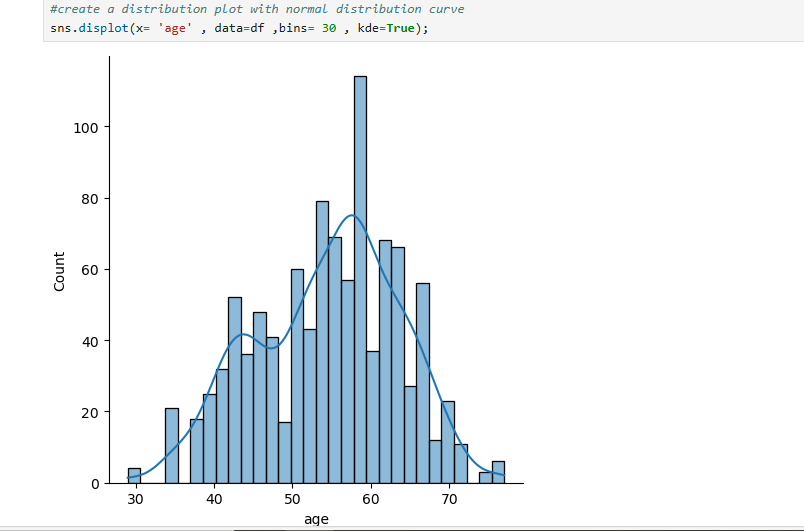 #create a distribution plot with normal distribution curve
sns.displot(x= 'age' , data=df ,bins= 30 , kde=True);
100
80
60
40
20
0
Count
30 40 50 60 70
age